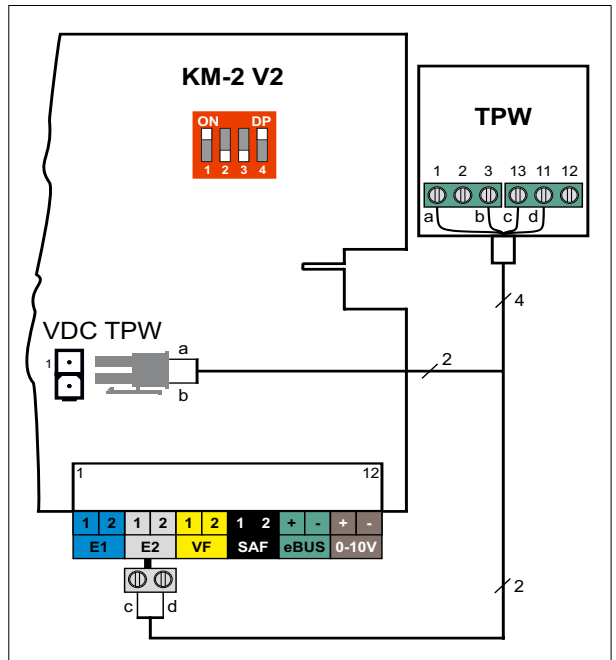 KM-2 V2
ON DP
1 2 3 4
TPW
1 2 3 13 11 12
a b c d
4
VDC TPW
1
a
b
2
1 12
1 2 1 2 1 2 1 2 + - + -
E1 E2 VF SAF eBUS 0-10V
c d
2